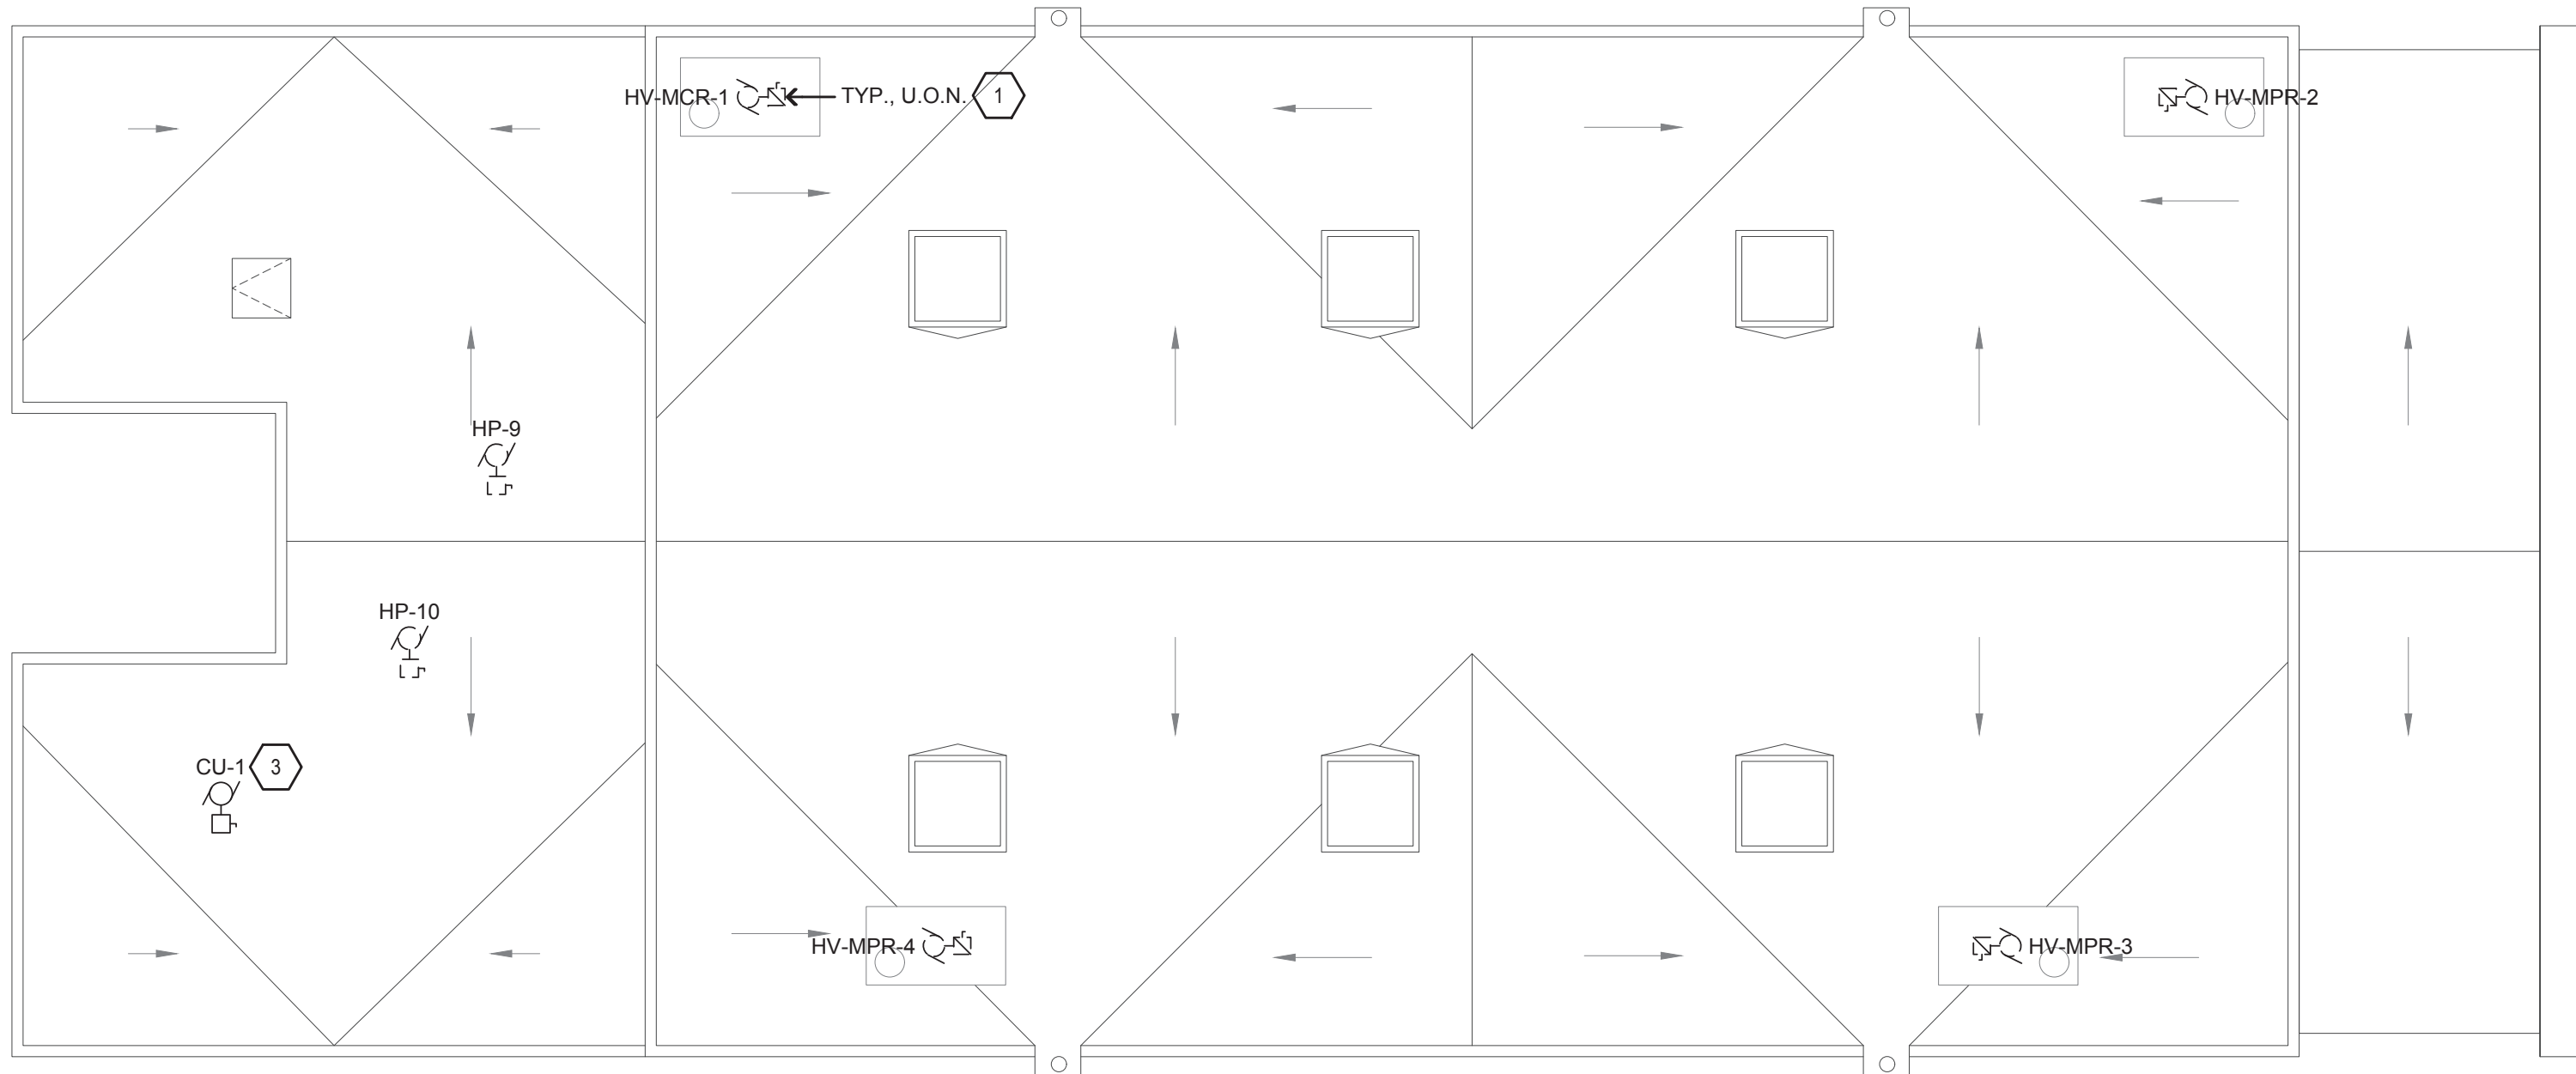 HV-MCR-1
TYP., U.O.N.
1
HV-MPR-2
HP-9
HP-10
CU-1
3
HV-MPR-4
HV-MPR-3